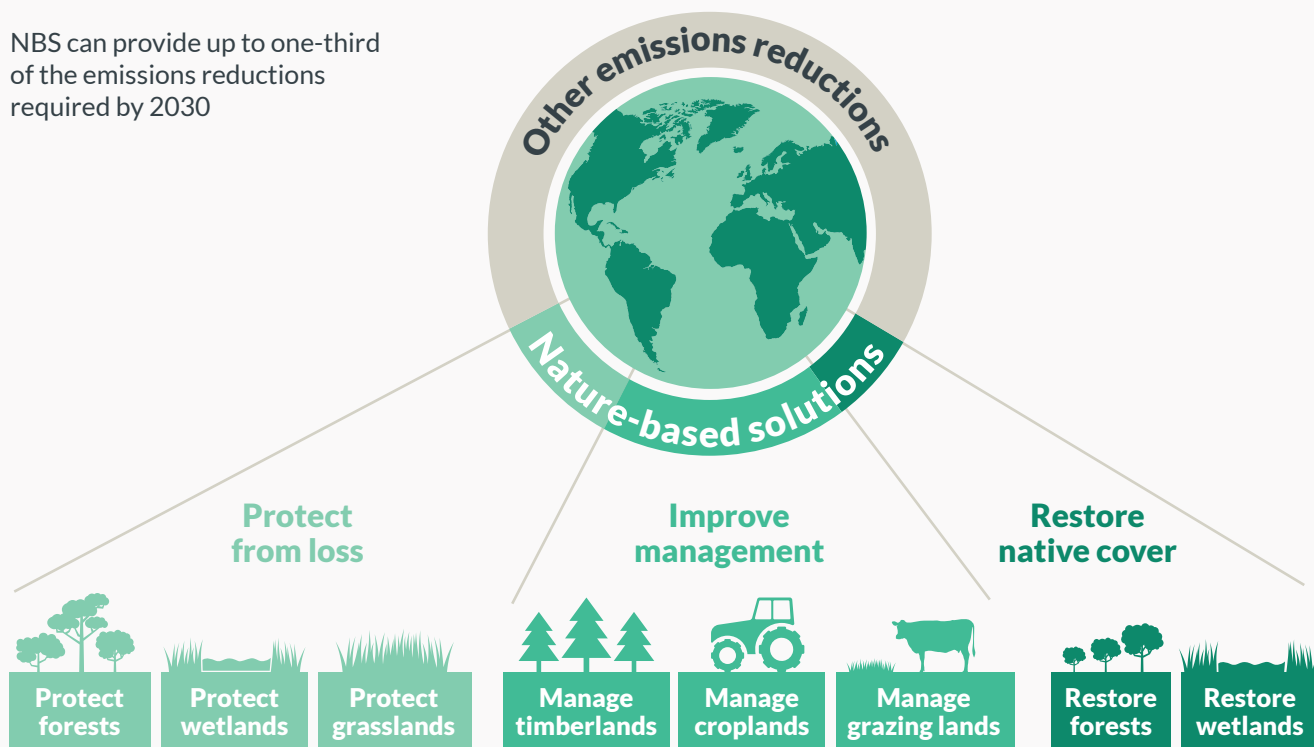 NBS can provide up to one-third
of the emissions reductions
required by 2030
Other emissions reductions
Nature-based solutions
Protect
from loss
Improve
management
Restore
native cover
Protect
forests
Protect
wetlands
Protect
grasslands
Manage
timberlands
Manage
croplands
Manage
grazing lands
Restore
forests
Restore
wetlands